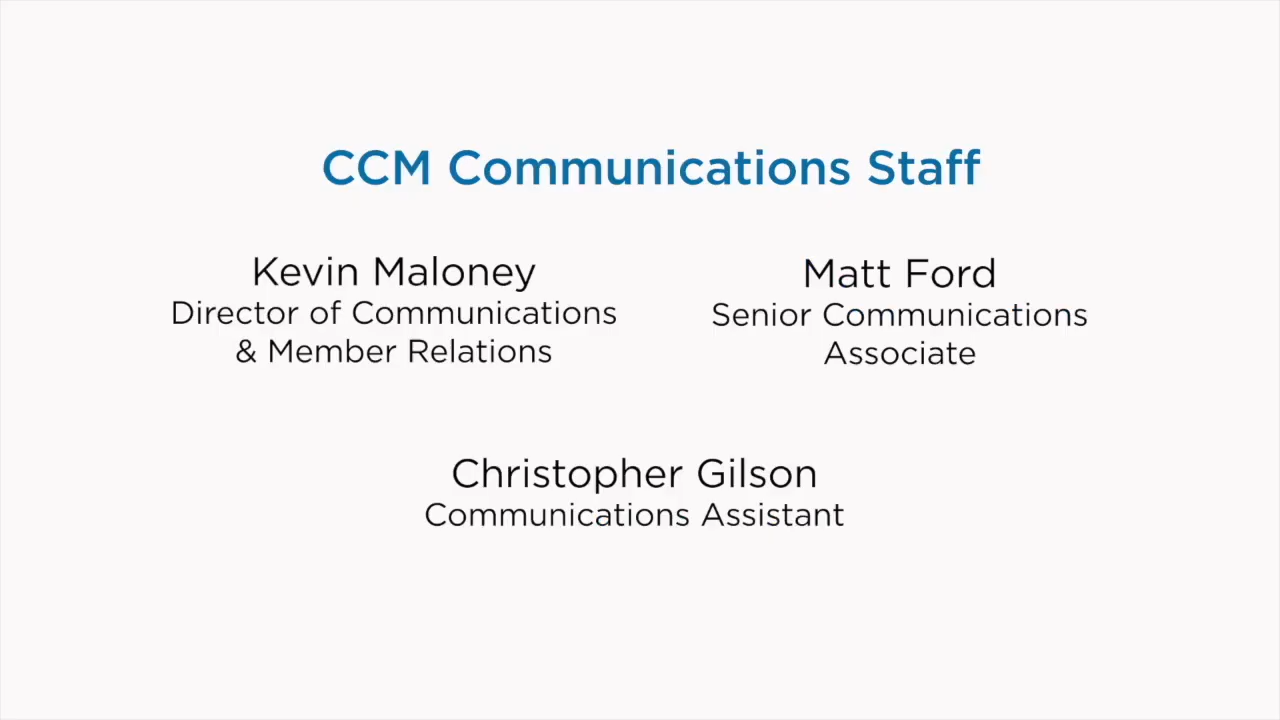 CCM Communications Staff
Kevin Maloney
Director of Communications
& Member Relations
Matt Ford
Senior Communications
Associate
Christopher Gilson
Communications Assistant